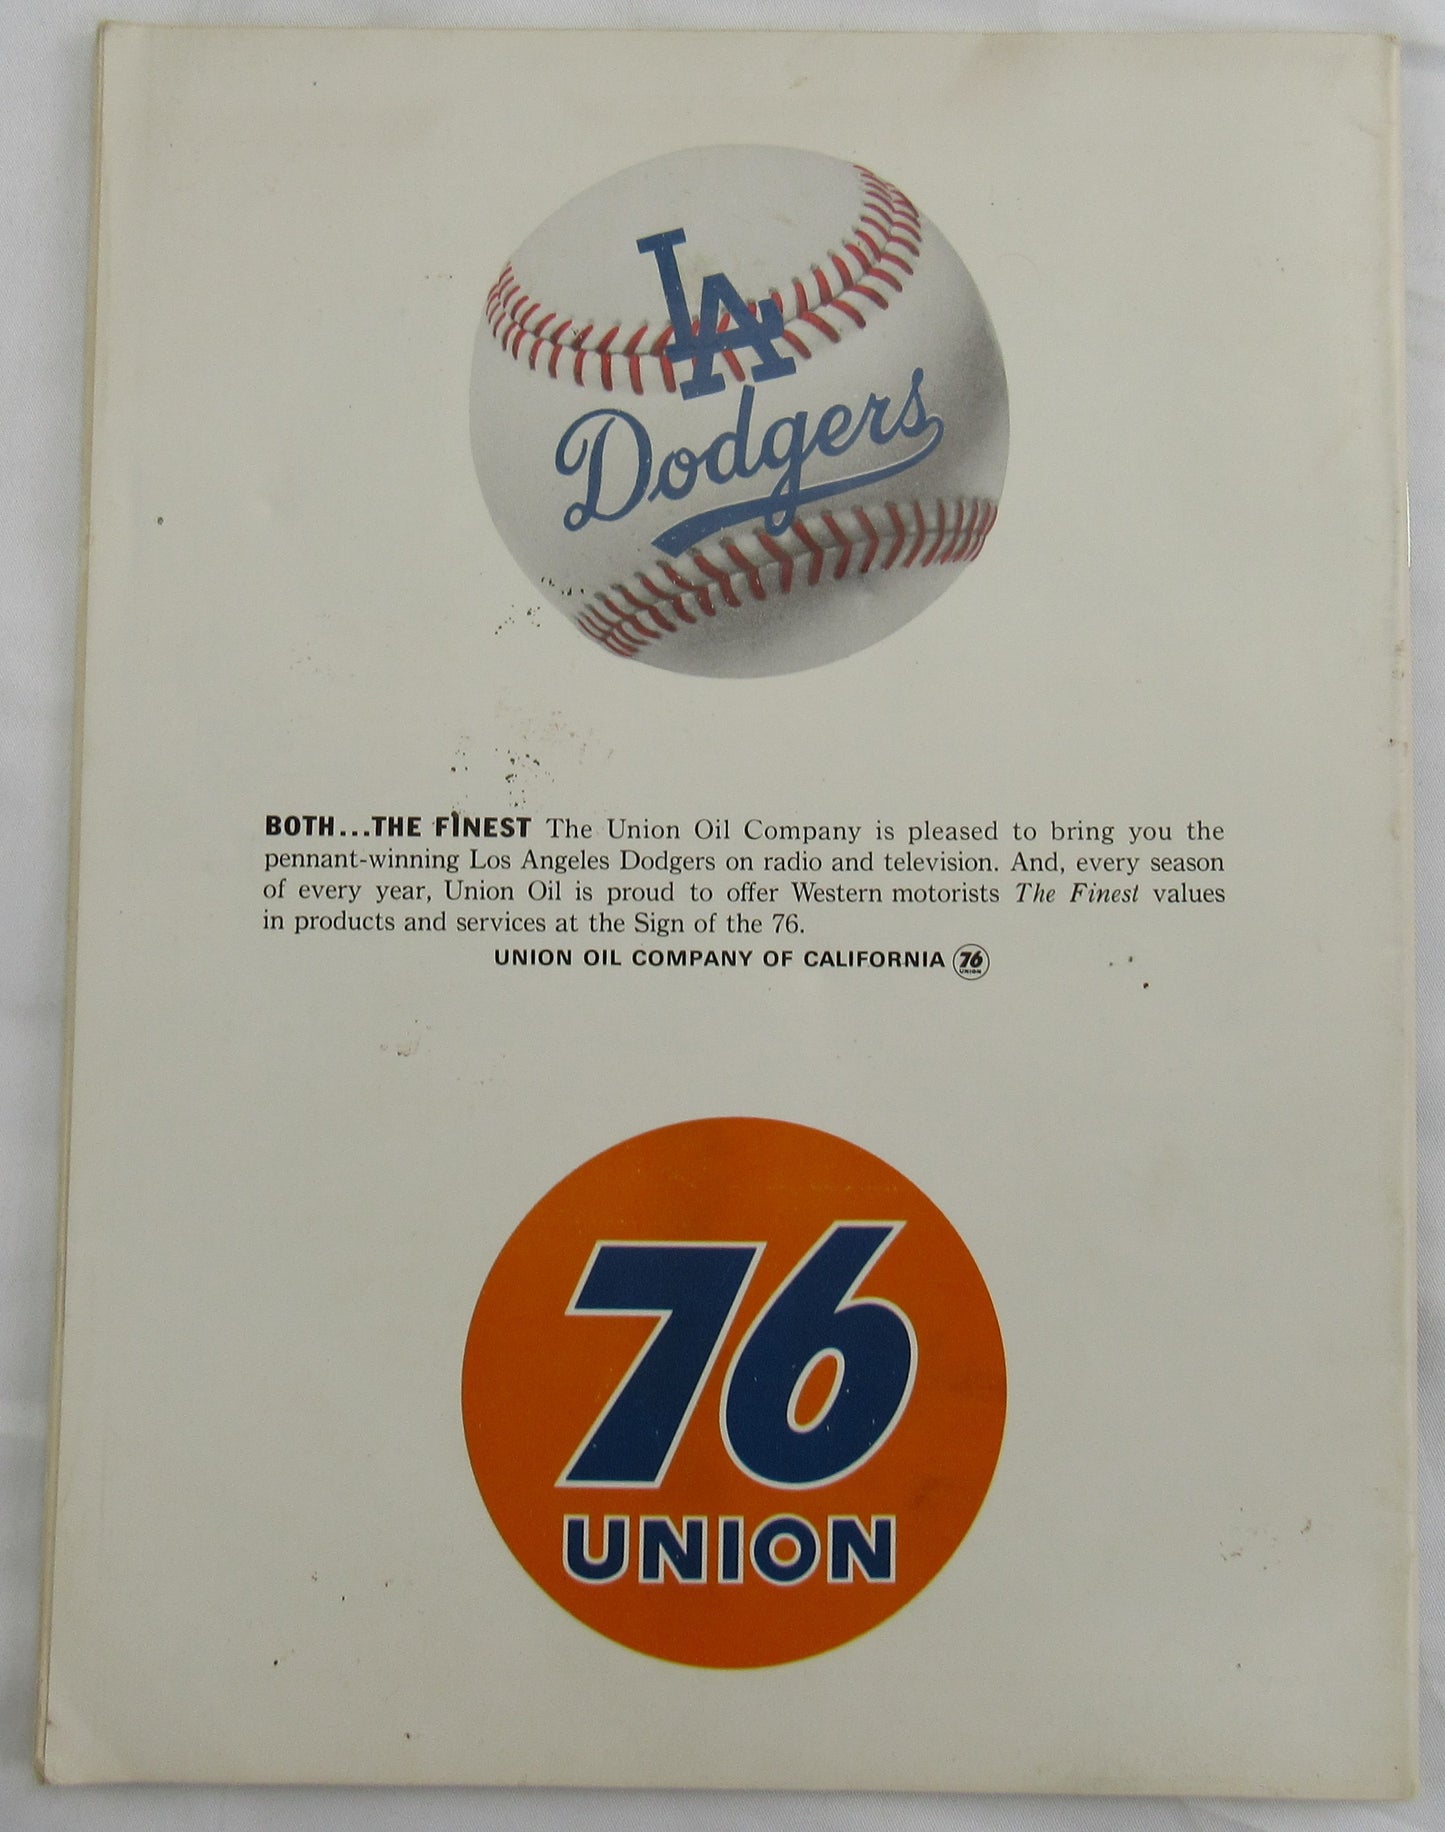 LA
Dodgers
BOTH...THE FINEST The Union Oil Company is pleased to bring you the
pennant-winning Los Angeles Dodgers on radio and television. And, every season
of every year, Union Oil is proud to offer Western motorists The Finest values
in products and services at the Sign of the 76.
UNION OIL COMPANY OF CALIFORNIA 76
UNION
76
UNION